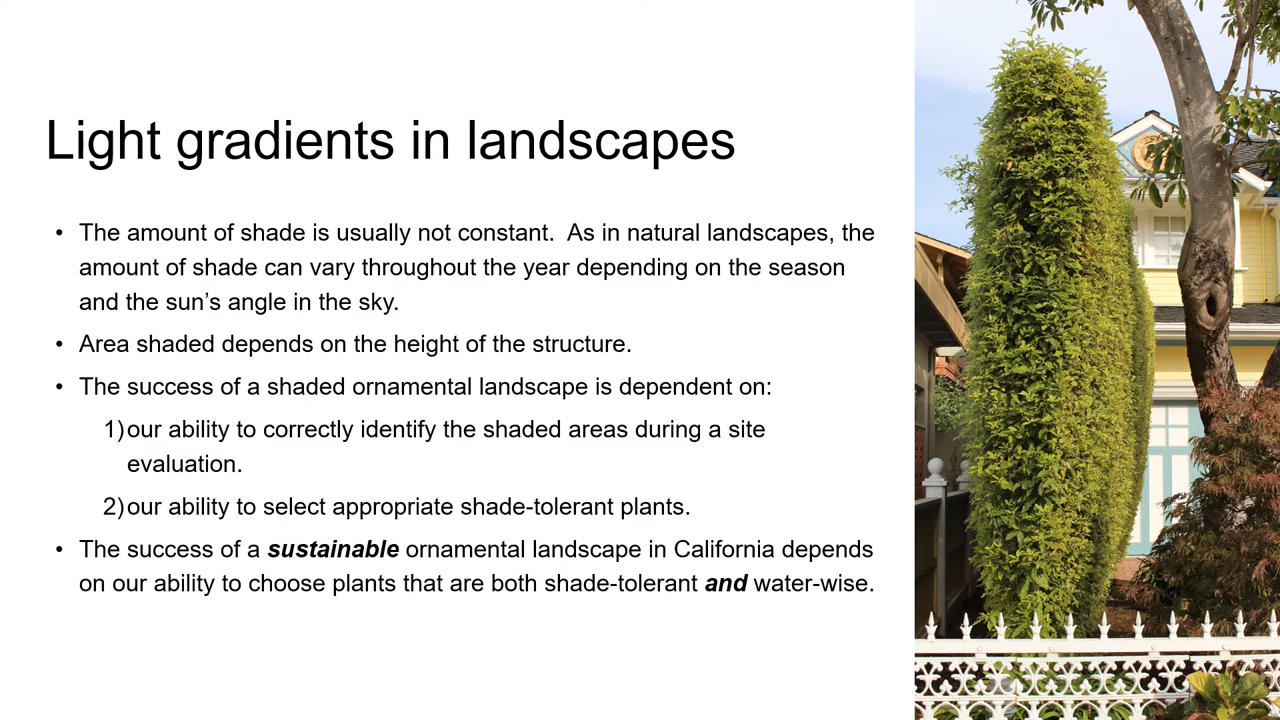 Light gradients in landscapes
• The amount of shade is usually not constant.  As in natural landscapes, the
amount of shade can vary throughout the year depending on the season
and the sun’s angle in the sky.
• Area shaded depends on the height of the structure.
• The success of a shaded ornamental landscape is dependent on:
1) our ability to correctly identify the shaded areas during a site
evaluation.
2) our ability to select appropriate shade-tolerant plants.
• The success of a sustainable ornamental landscape in California depends
on our ability to choose plants that are both shade-tolerant and water-wise.